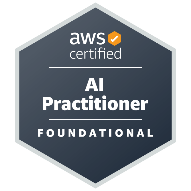 aws
certified
AI
Practitioner
FOUNDATIONAL